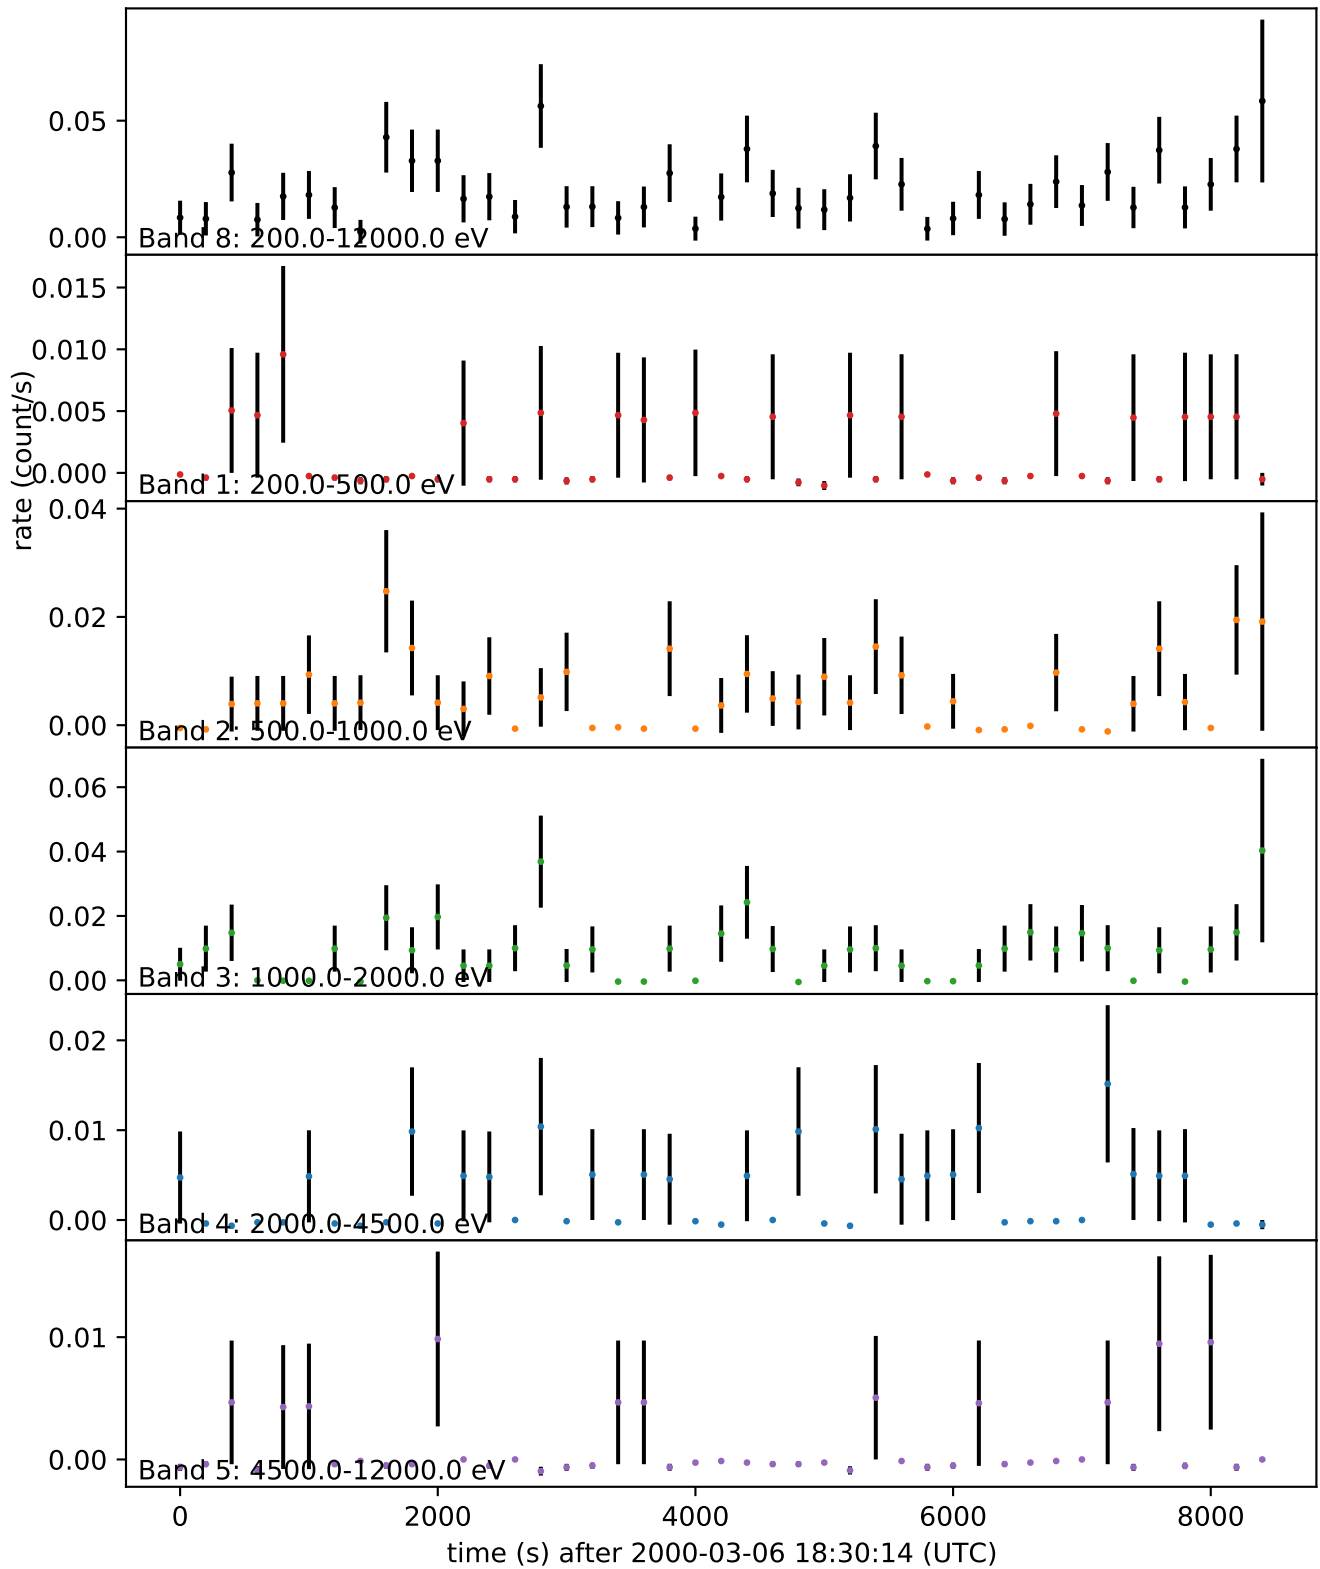 0.05
0.00
Band 8: 200.0-12000.0 eV
0.015
0.010
0.005
0.000
Band 1: 200.0-500.0 eV
rate (count/s)
0.04
0.02
0.00
Band 2: 500.0-1000.0 eV
0.06
0.04
0.02
0.00
Band 3: 1000.0-2000.0 eV
0.02
0.01
0.00
Band 4: 2000.0-4500.0 eV
0.01
0.00
Band 5: 4500.0-12000.0 eV
0 2000 4000 6000 8000
time (s) after 2000-03-06 18:30:14 (UTC)